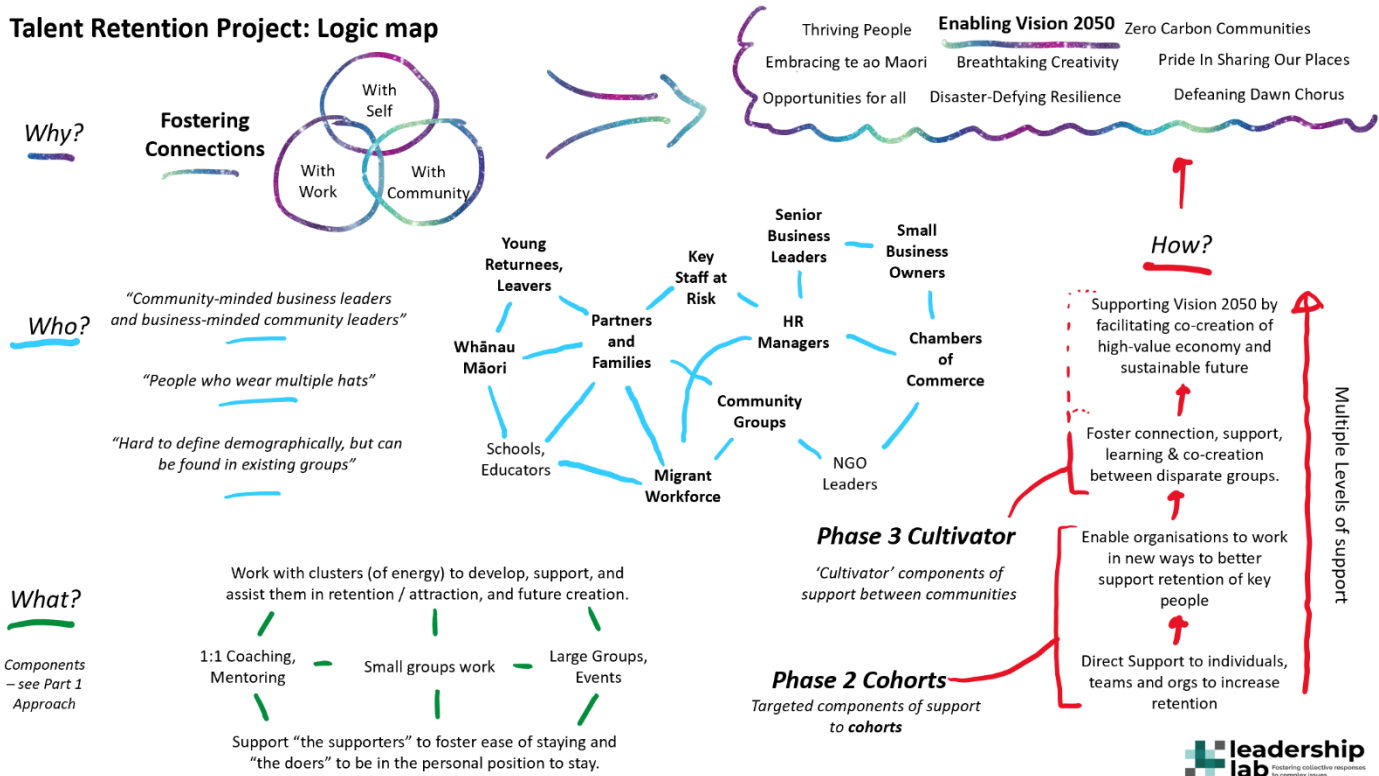 Talent Retention Project: Logic map
Why?
Fostering
Connections
With
Self
With
Work
With
Community
Thriving People
Enabling Vision 2050
Zero Carbon Communities
Embracing te ao Maori
Breathtaking Creativity
Pride In Sharing Our Places
Opportunities for all
Disaster-Defying Resilience
Defeaning Dawn Chorus
Who?
“Community-minded business leaders
and business-minded community leaders”
“People who wear multiple hats”
“Hard to define demographically, but can
be found in existing groups”
Young
Returnees,
Leavers
Key
Staff at
Risk
Senior
Business
Leaders
Small
Business
Owners
Whānau
Māori
Partners
and
Families
HR
Managers
Chambers
of
Commerce
Community
Groups
Schools,
Educators
Migrant
Workforce
NGO
Leaders
How?
Supporting Vision 2050 by
facilitating co-creation of
high-value economy and
sustainable future
Foster connection, support,
learning & co-creation
between disparate groups.
Enable organisations to work
in new ways to better
support retention of key
people
Direct Support to individuals,
teams and orgs to increase
retention
Multiple Levels of support
Phase 3 Cultivator
‘Cultivator’ components of
support between communities
Phase 2 Cohorts
Targeted components of support
to cohorts
What?
Components
– see Part 1
Approach
Work with clusters (of energy) to develop, support, and
assist them in retention / attraction, and future creation.
1:1 Coaching,
Mentoring
Small groups work
Large Groups,
Events
Support “the supporters” to foster ease of staying and
“the doers” to be in the personal position to stay.
leadership
lab
Fostering collective responses
to complex issues